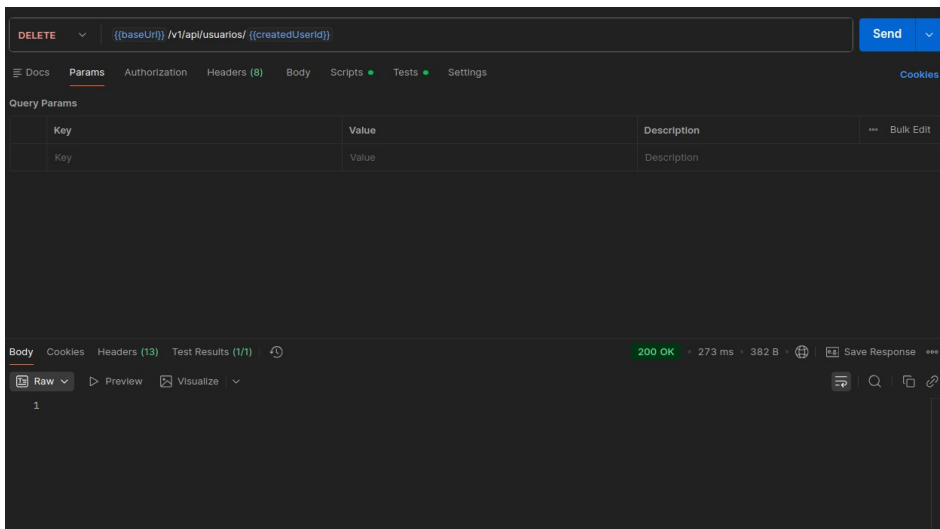 DELETE {{baseUrl}} /v1/api/usuarios/ {{createdUserId}} Send
Docs Params Authorization Headers (8) Body Scripts Tests Settings Cookies
Query Params
Key Value Description Bulk Edit
Key Value Description
Body Cookies Headers (13) Test Results (1/1) 200 OK 273 ms 382 B e.g. Save Response
Raw Preview Visualize
1